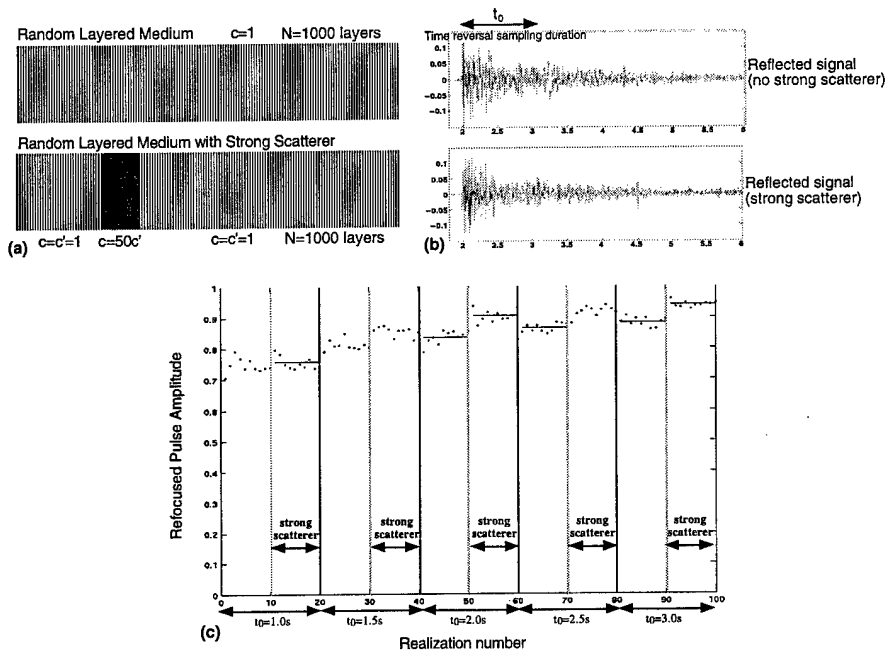 Random Layered Medium c=1 N=1000 layers
Random Layered Medium with Strong Scatterer
c=c'=1 c=50c' c=c'=1 N=1000 layers
(a)
t₀
Time reversal sampling duration
0.1
0.05
0
-0.05
-0.1
2 2.5 3 3.5 4 4.5 5 5.5 6
Reflected signal
(no strong scatterer)
0.1
0.05
0
-0.05
-0.1
2 2.5 3 3.5 4 4.5 5 5.5 6
Reflected signal
(strong scatterer)
(b)
Refocused Pulse Amplitude
1
0.9
0.8
0.7
0.6
0.5
0.4
0.3
0.2
0.1
0
strong
scatterer
strong
scatterer
strong
scatterer
strong
scatterer
strong
scatterer
0 10 20 30 40 50 60 70 80 90 100
t₀=1.0s t₀=1.5s t₀=2.0s t₀=2.5s t₀=3.0s
(c)
Realization number